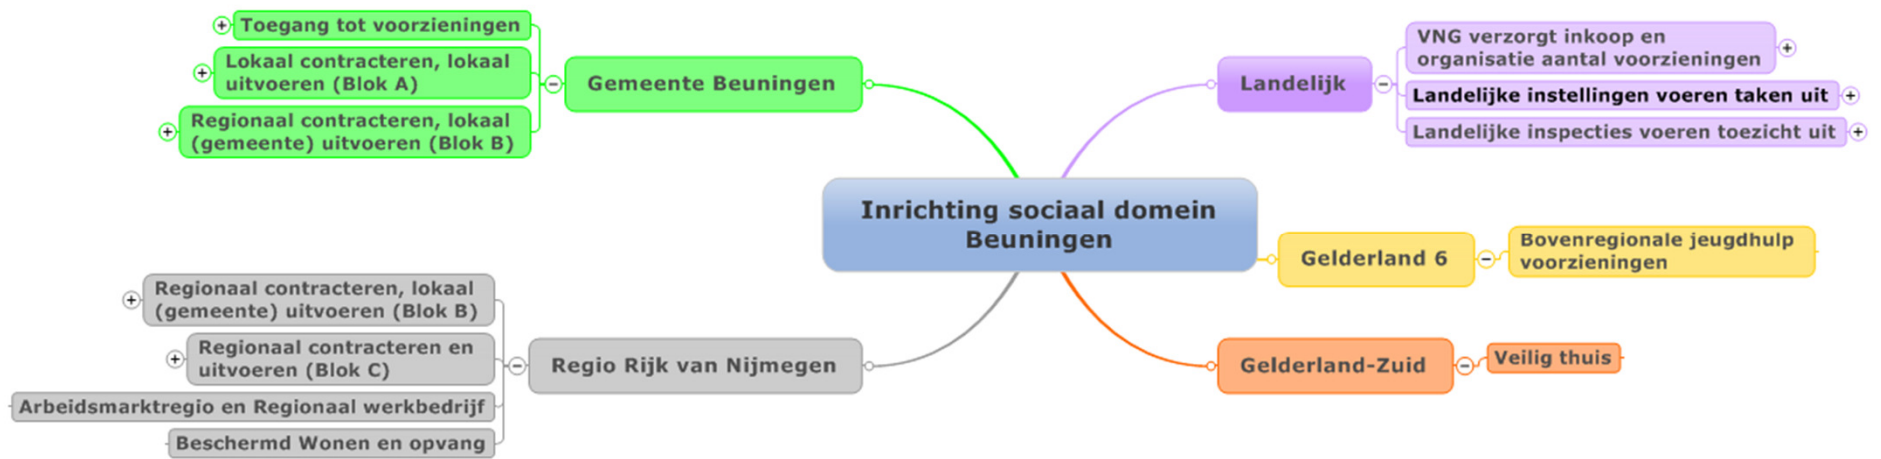 Toegang tot voorzieningen
Lokaal contracteren, lokaal
uitvoeren (Blok A)
Regionaal contracteren, lokaal
(gemeente) uitvoeren (Blok B)
Gemeente Beuningen
Landelijk
VNG verzorgt inkoop en
organisatie aantal voorzieningen
Landelijke instellingen voeren taken uit
Landelijke inspecties voeren toezicht uit
Inrichting sociaal domein
Beuningen
Gelderland 6
Bovenregionale jeugdhulp
voorzieningen
Regionaal contracteren, lokaal
(gemeente) uitvoeren (Blok B)
Regionaal contracteren en
uitvoeren (Blok C)
Arbeidsmarktregio en Regionaal werkbedrijf
Beschermd Wonen en opvang
Regio Rijk van Nijmegen
Gelderland-Zuid
Veilig thuis